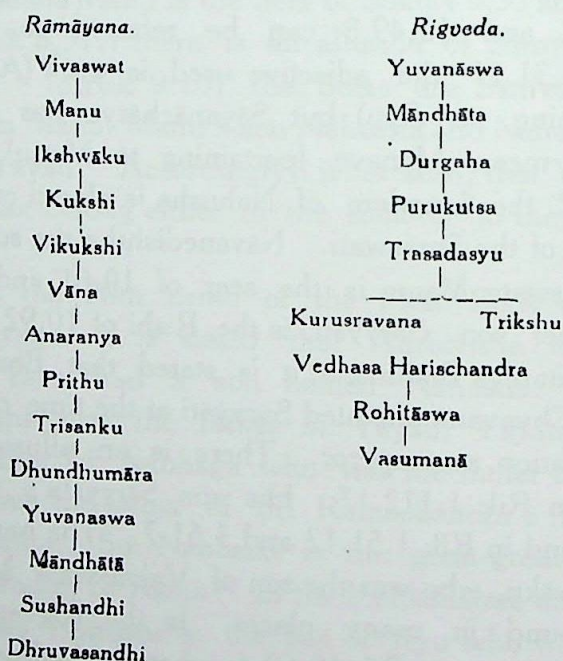 Rāmāyana.
Vivaswat
Manu
Ikshwāku
Kukshi
Vikukshi
Vāna
Anaranya
Prithu
Trisanku
Dhundhumāra
Yuvanaswa
Māndhātā
Sushandhi
Dhruvasandhi
Rigveda.
Yuvanāswa
Māndhāta
Durgaha
Purukutsa
Trasadasyu
Kurusravana Trikshu
Vedhasa Harischandra
Rohitāswa
Vasumanā